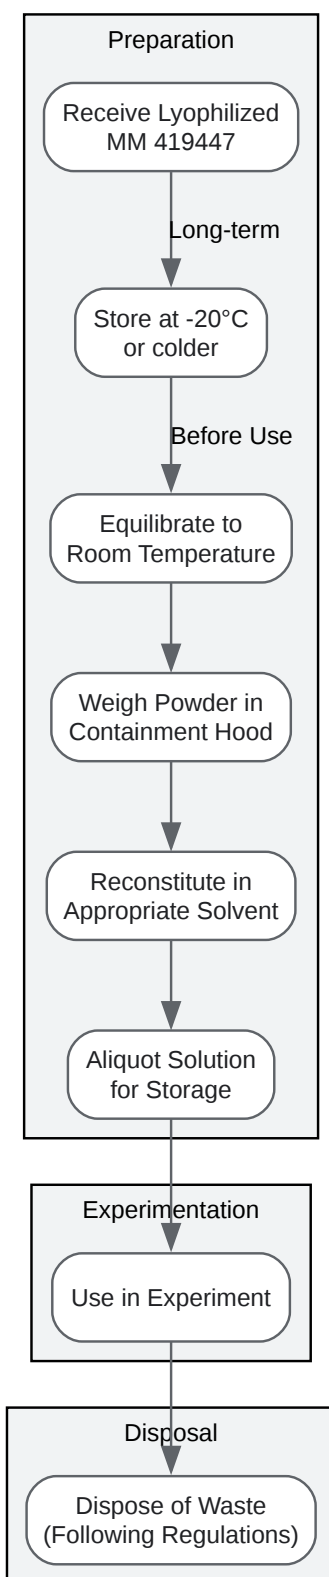 Preparation
Receive Lyophilized
MM 419447
Long-term
Store at -20°C
or colder
Before Use
Equilibrate to
Room Temperature
Weigh Powder in
Containment Hood
Reconstitute in
Appropriate Solvent
Aliquot Solution
for Storage
Experimentation
Use in Experiment
Disposal
Dispose of Waste
(Following Regulations)